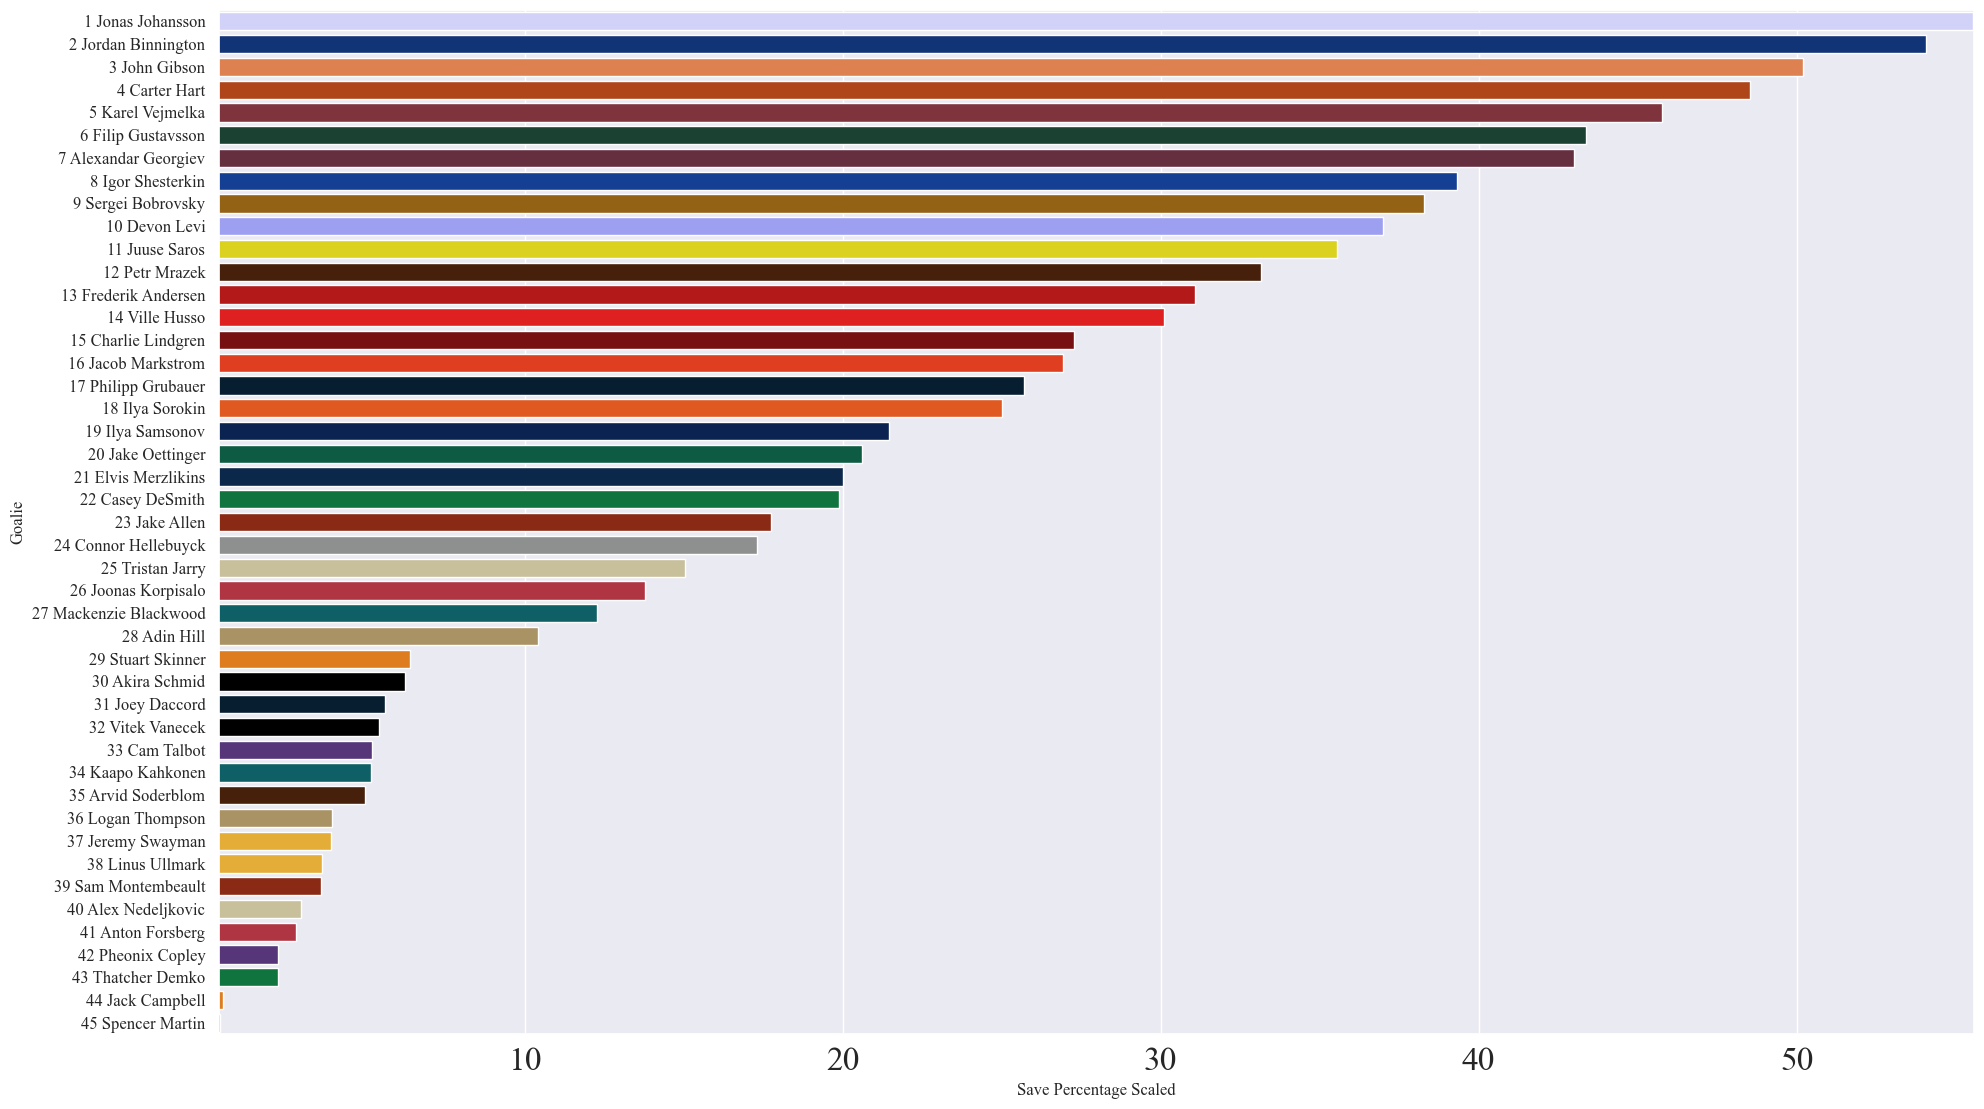 1 Jonas Johansson
2 Jordan Binnington
3 John Gibson
4 Carter Hart
5 Karel Vejmelka
6 Filip Gustavsson
7 Alexandar Georgiev
8 Igor Shesterkin
9 Sergei Bobrovsky
10 Devon Levi
11 Juuse Saros
12 Petr Mrazek
13 Frederik Andersen
14 Ville Husso
15 Charlie Lindgren
16 Jacob Markstrom
17 Philipp Grubauer
18 Ilya Sorokin
19 Ilya Samsonov
20 Jake Oettinger
21 Elvis Merzlikins
22 Casey DeSmith
23 Jake Allen
24 Connor Hellebuyck
25 Tristan Jarry
26 Joonas Korpisalo
27 Mackenzie Blackwood
28 Adin Hill
29 Stuart Skinner
30 Akira Schmid
31 Joey Daccord
32 Vitek Vanecek
33 Cam Talbot
34 Kaapo Kahkonen
35 Arvid Soderblom
36 Logan Thompson
37 Jeremy Swayman
38 Linus Ullmark
39 Sam Montembeault
40 Alex Nedeljkovic
41 Anton Forsberg
42 Pheonix Copley
43 Thatcher Demko
44 Jack Campbell
45 Spencer Martin
Goalie
10 20 30 40 50
Save Percentage Scaled